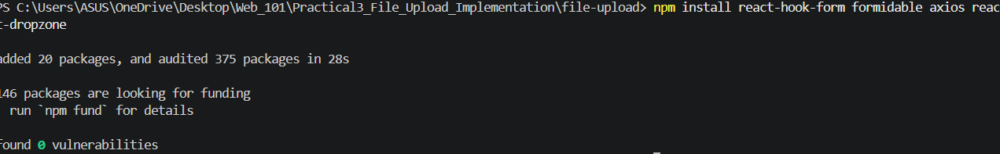 PS C:\Users\ASUS\OneDrive\Desktop\Web_101\Practical3_File_Upload_Implementation\file-upload> npm install react-hook-form formidable axios reac
t-dropzone
added 20 packages, and audited 375 packages in 28s
146 packages are looking for funding
run `npm fund` for details
found 0 vulnerabilities